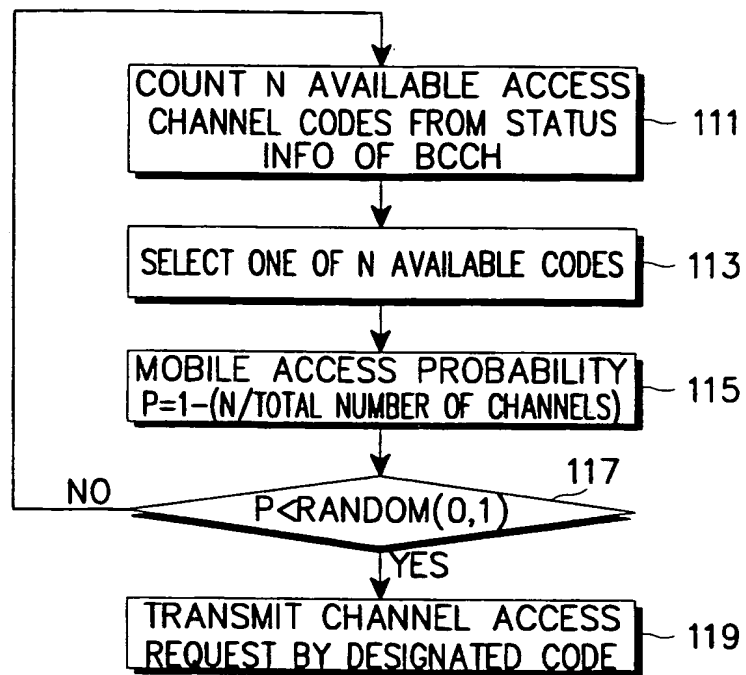 COUNT N AVAILABLE ACCESS
CHANNEL CODES FROM STATUS
INFO OF BCCH
111
SELECT ONE OF N AVAILABLE CODES
113
MOBILE ACCESS PROBABILITY
P=1-(N/TOTAL NUMBER OF CHANNELS)
115
117
NO
P<RANDOM(0,1)
YES
TRANSMIT CHANNEL ACCESS
REQUEST BY DESIGNATED CODE
119